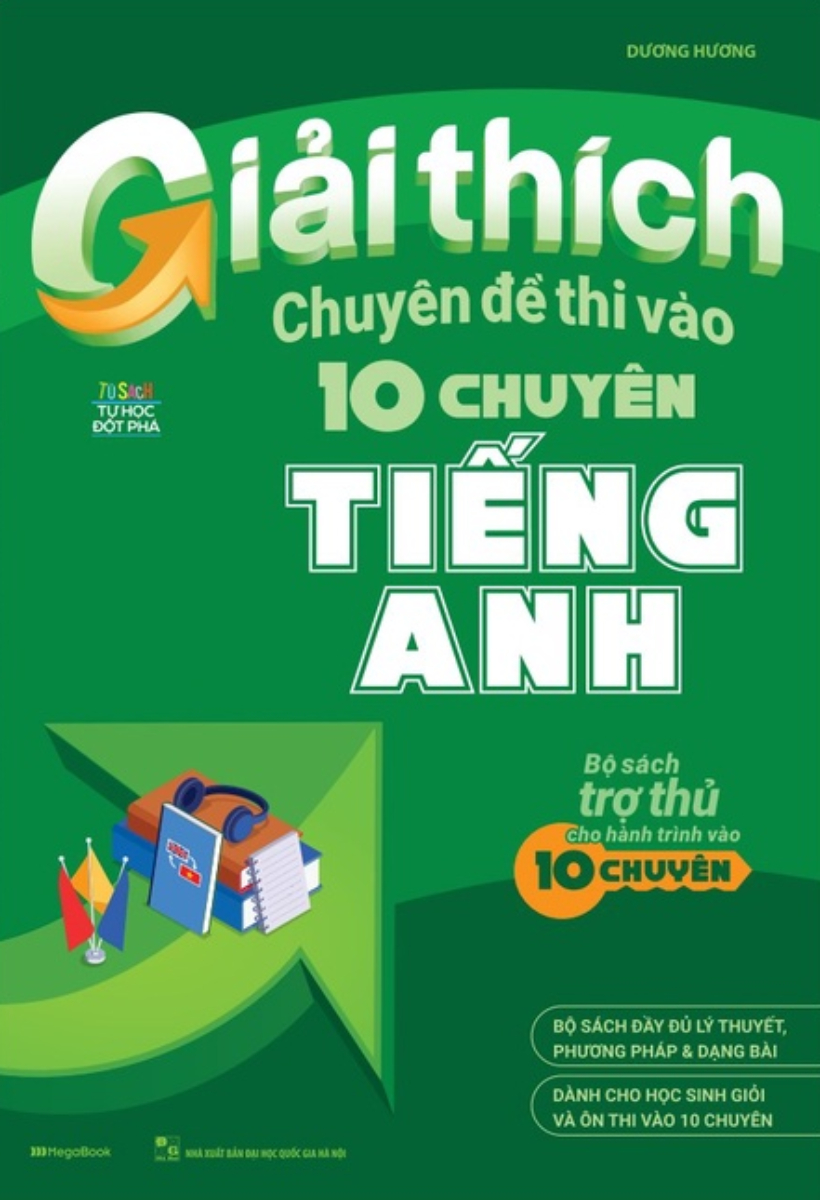 DƯƠNG HƯƠNG
Giải thích
Chuyên đề thi vào
10 CHUYÊN
TỦ SÁCH
TỰ HỌC
ĐỘT PHÁ
TIẾNG
ANH
Bộ sách
trợ thủ
cho hành trình vào
10 CHUYÊN
BỘ SÁCH ĐẦY ĐỦ LÝ THUYẾT,
PHƯƠNG PHÁP & DẠNG BÀI
DÀNH CHO HỌC SINH GIỎI
VÀ ÔN THI VÀO 10 CHUYÊN
MegaBook
NHÀ XUẤT BẢN ĐẠI HỌC QUỐC GIA HÀ NỘI